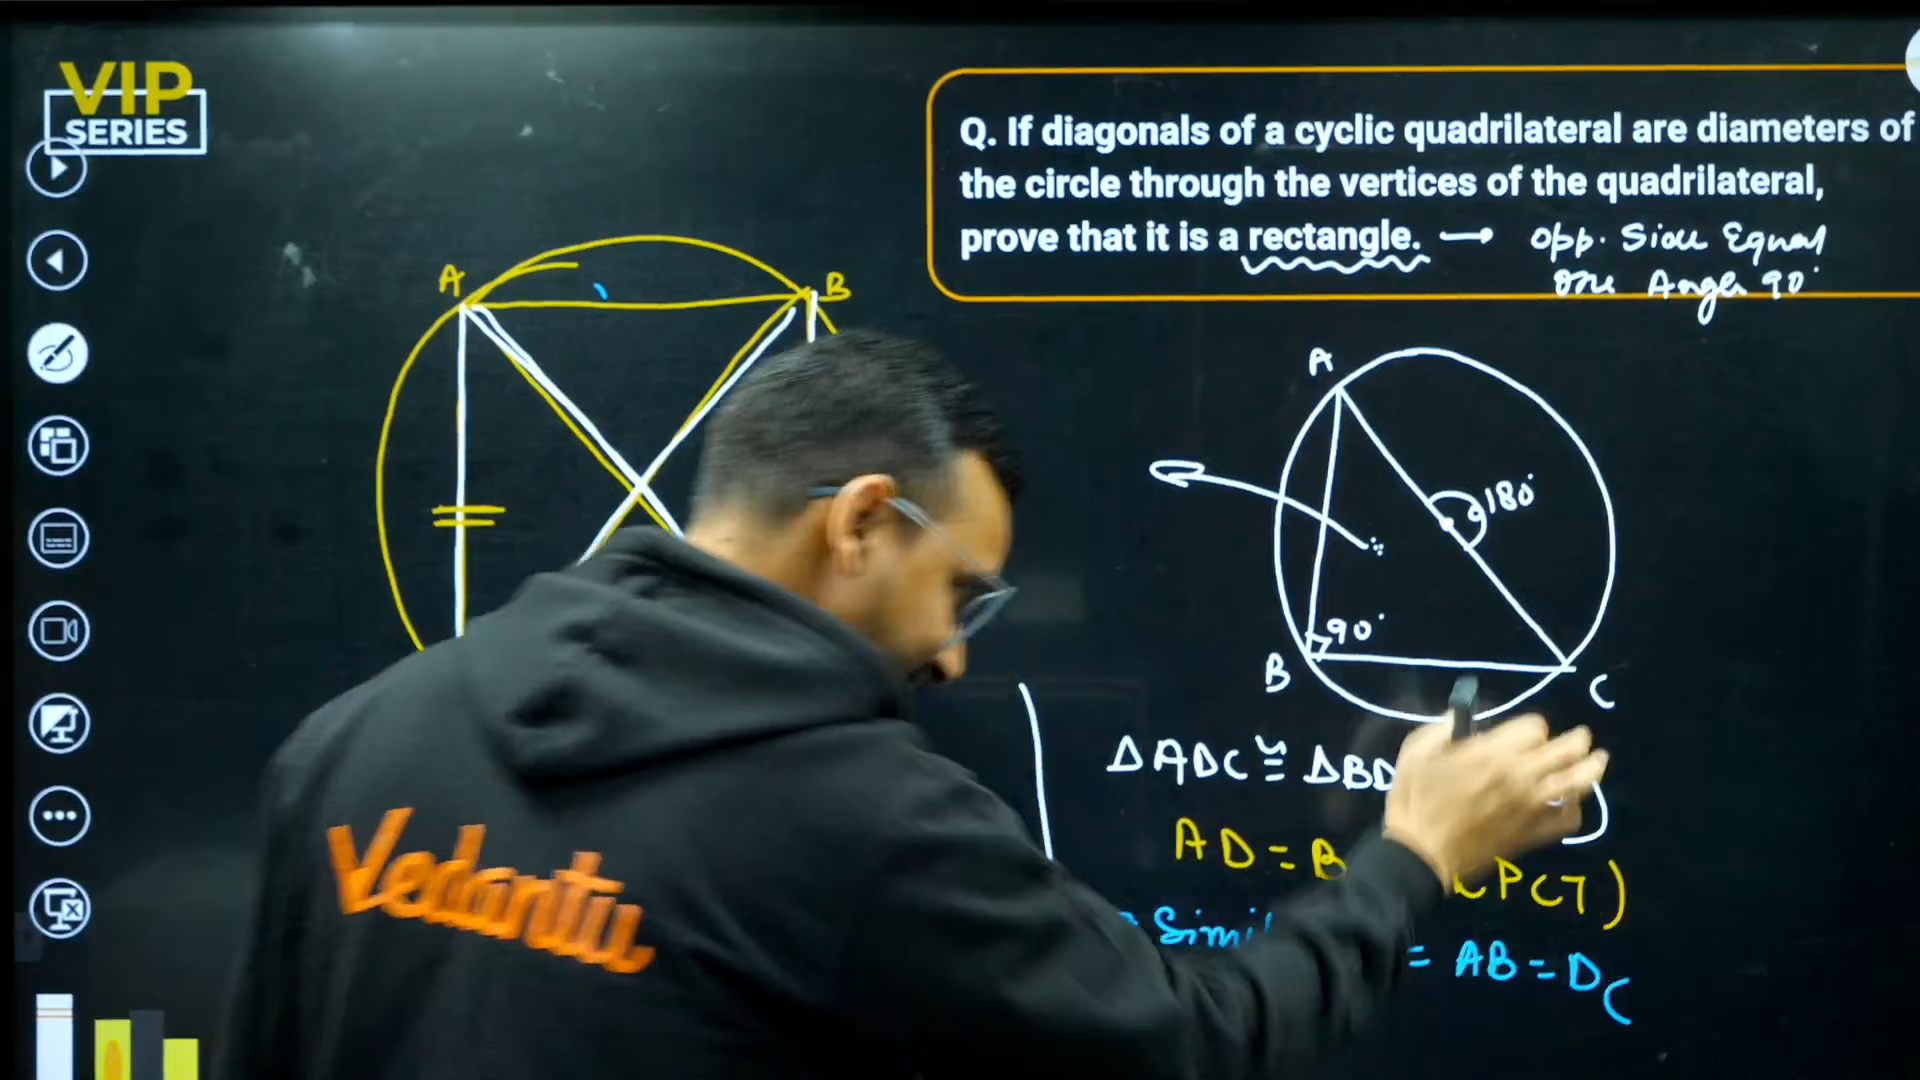 VIP
SERIES
Q. If diagonals of a cyclic quadrilateral are diameters of
the circle through the vertices of the quadrilateral,
prove that it is a rectangle. → Opp. Side Equal
One Angle 90°
A
B
A
180°
90°
B
C
ΔADC ≅ ΔBD
AD = B
CPCT)
Simil
= AB = DC
Vedantu